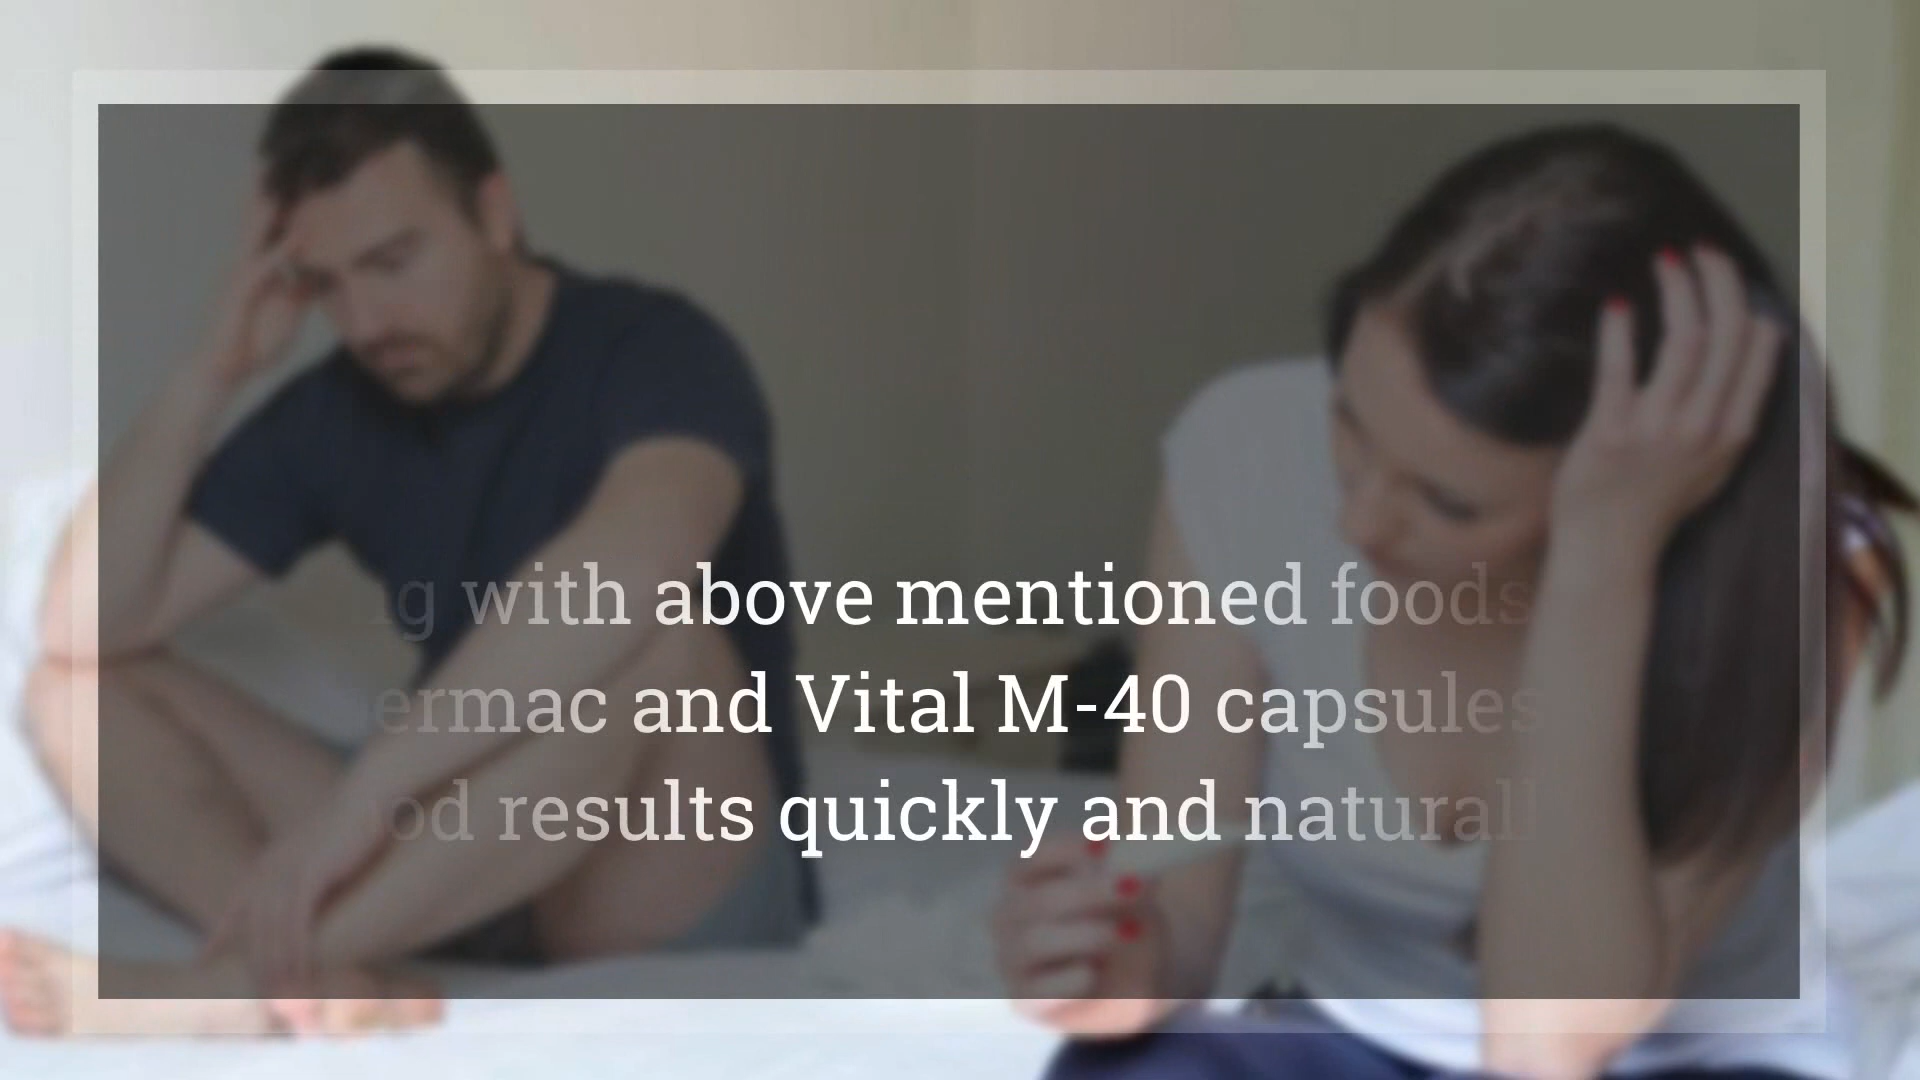 with above mentioned foods
and Vital M-40 capsules
results quickly and